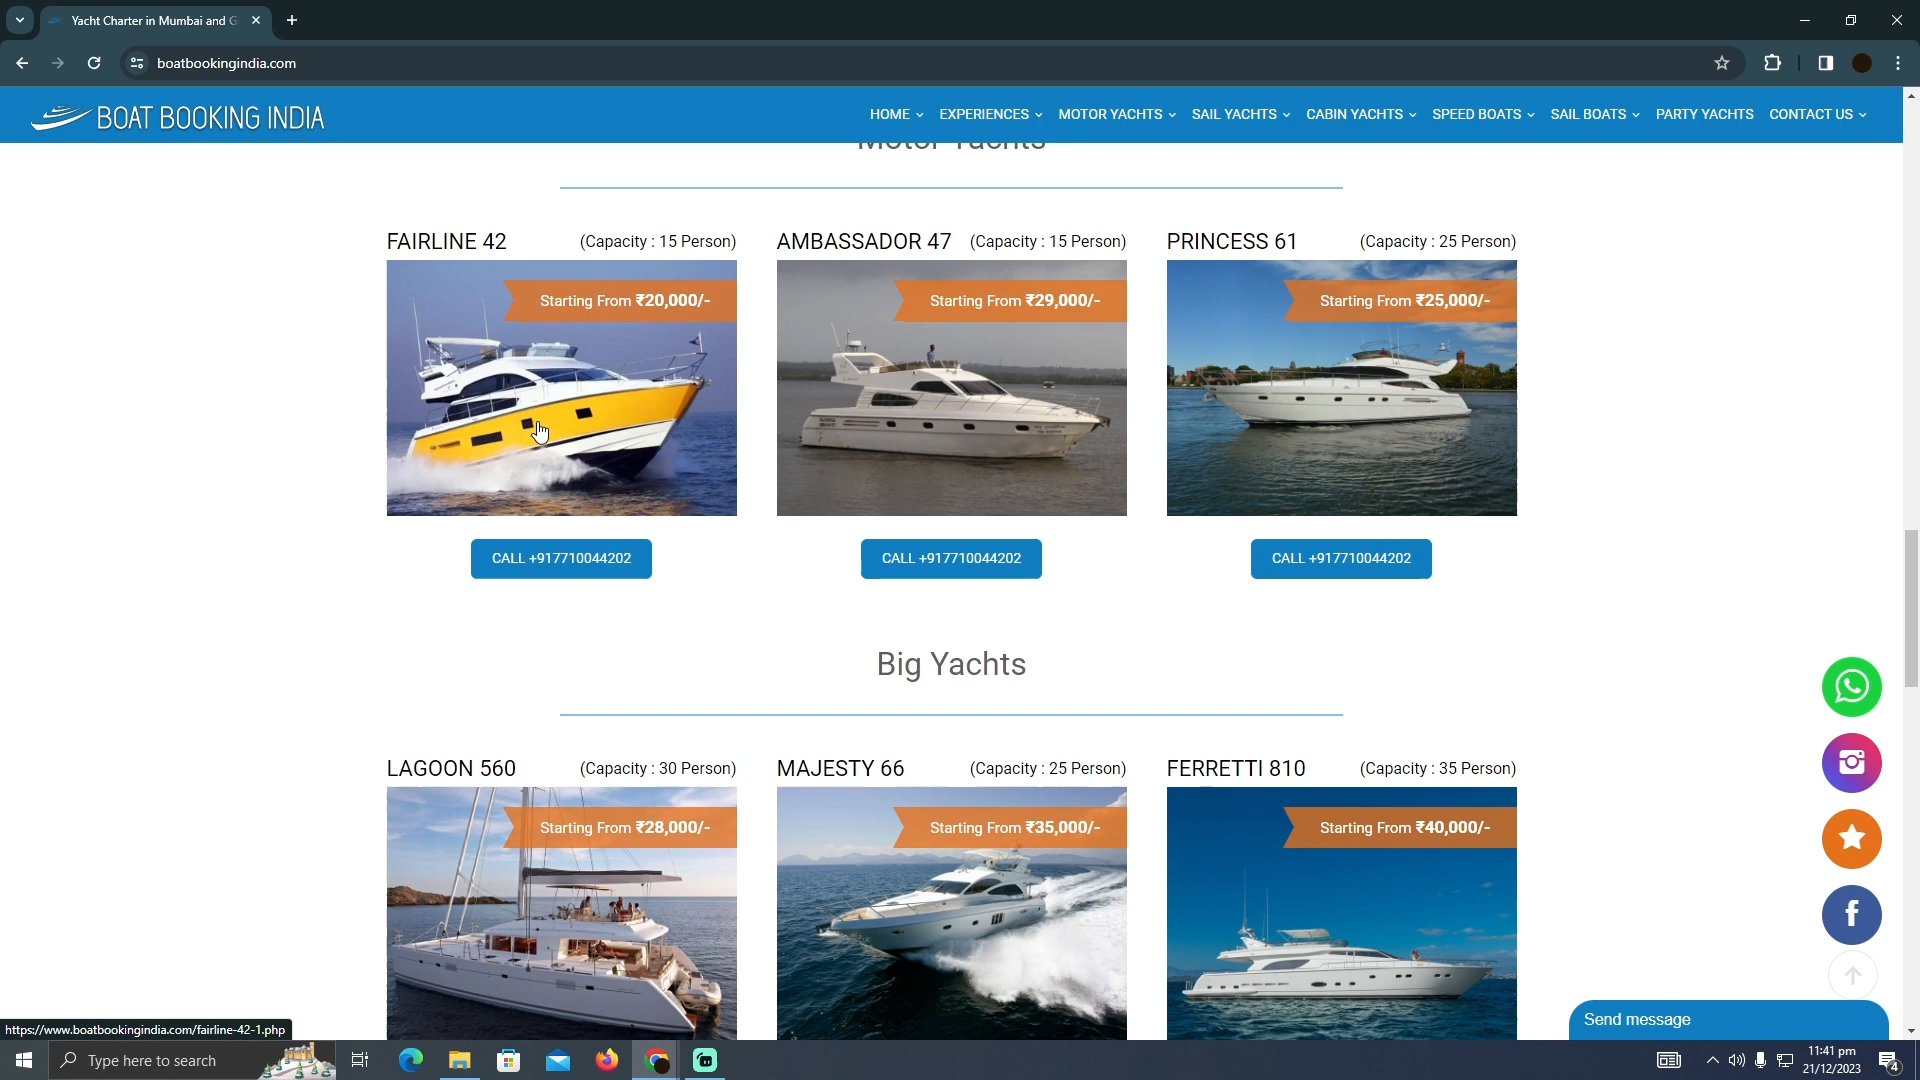 Yacht Charter in Mumbai and G
boatbookingindia.com
BOAT BOOKING INDIA
HOME
EXPERIENCES
MOTOR YACHTS
SAIL YACHTS
CABIN YACHTS
SPEED BOATS
SAIL BOATS
PARTY YACHTS
CONTACT US
Motor Yachts
FAIRLINE 42 (Capacity : 15 Person)
Starting From ₹20,000/-
CALL +917710044202
AMBASSADOR 47 (Capacity : 15 Person)
Starting From ₹29,000/-
CALL +917710044202
PRINCESS 61 (Capacity : 25 Person)
Starting From ₹25,000/-
CALL +917710044202
Big Yachts
LAGOON 560 (Capacity : 30 Person)
Starting From ₹28,000/-
MAJESTY 66 (Capacity : 25 Person)
Starting From ₹35,000/-
FERRETTI 810 (Capacity : 35 Person)
Starting From ₹40,000/-
Send message
https://www.boatbookingindia.com/fairline-42-1.php
Type here to search
11:41 pm
21/12/2023
4